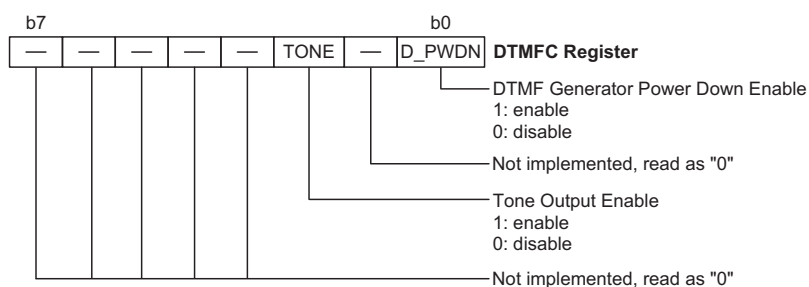 b7 b0
— — — — — TONE — D_PWDN DTMFC Register
DTMF Generator Power Down Enable
1: enable
0: disable
Not implemented, read as "0"
Tone Output Enable
1: enable
0: disable
Not implemented, read as "0"